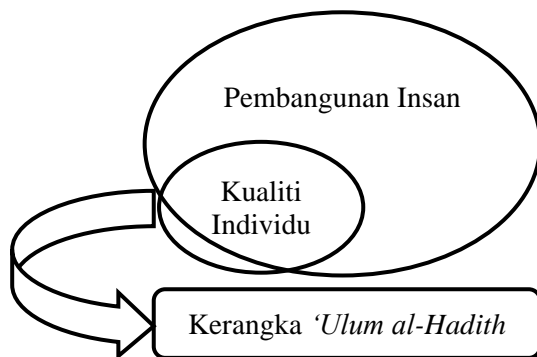 Pembangunan Insan
Kualiti
Individu
Kerangka ‘Ulum al-Hadith